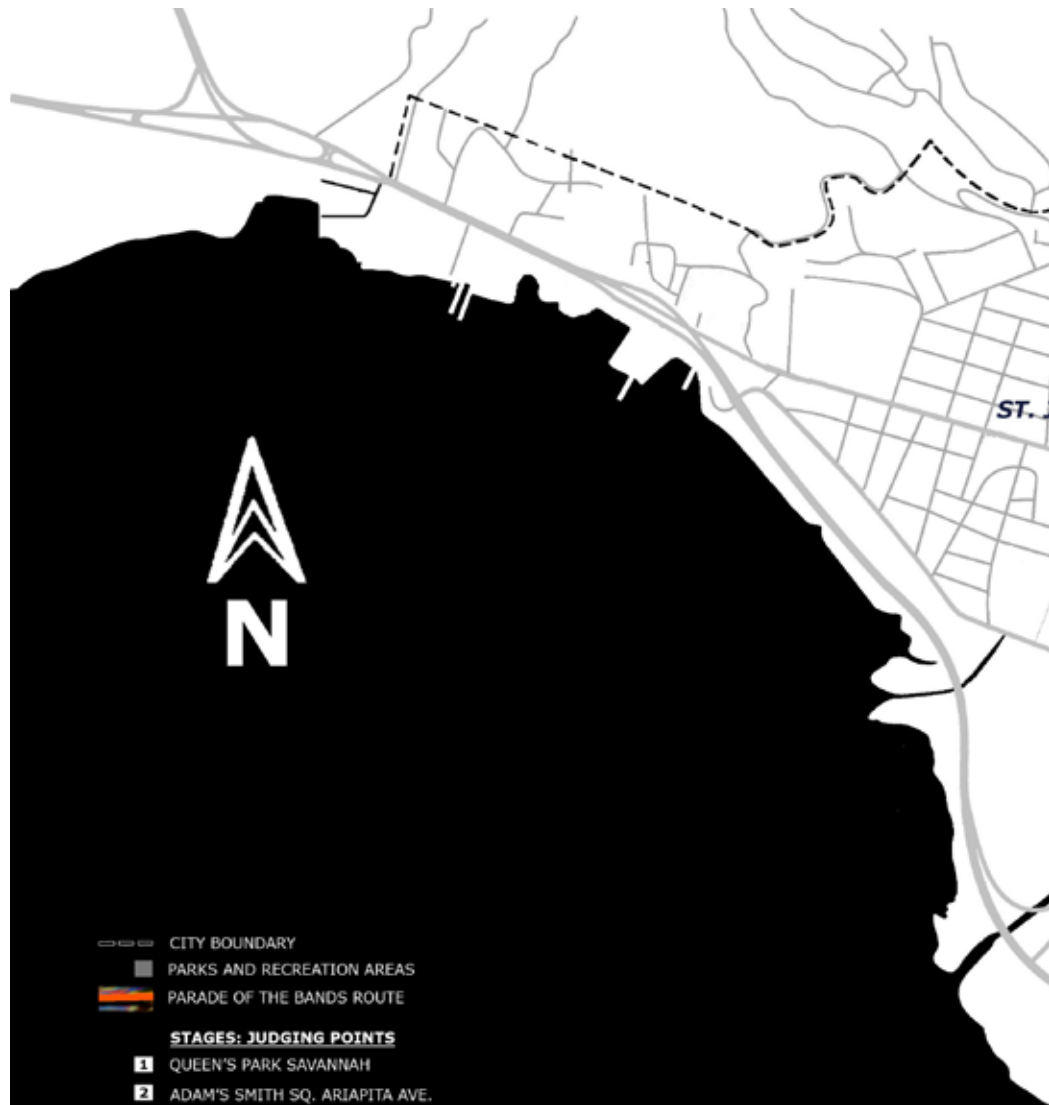 ST.
N
CITY BOUNDARY
PARKS AND RECREATION AREAS
PARADE OF THE BANDS ROUTE
STAGES: JUDGING POINTS
1 QUEEN'S PARK SAVANNAH
2 ADAM'S SMITH SQ. ARIAPITA AVE.